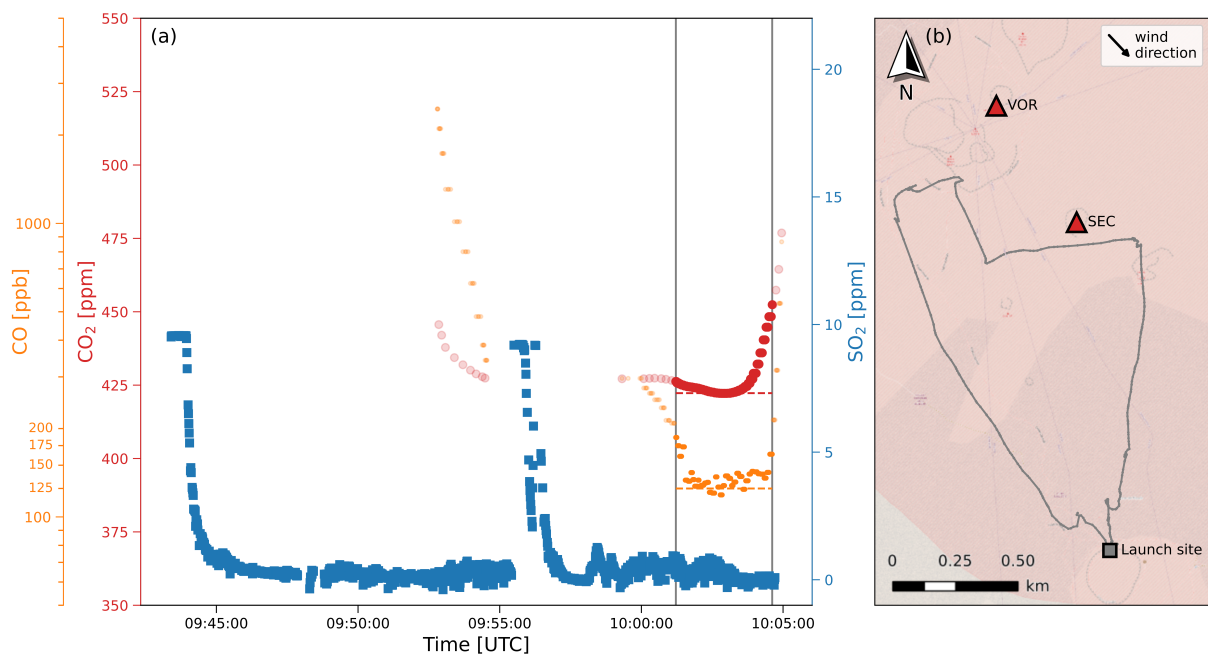 (a)
550
525
500
475
450
425
400
375
350
CO₂ [ppm]
1000
200
175
150
125
100
CO [ppb]
20
15
10
5
0
SO₂ [ppm]
09:45:00
09:50:00
09:55:00
10:00:00
10:05:00
Time [UTC]
(b)
N
wind
direction
VOR
SEC
Launch site
0 0.25 0.50
km